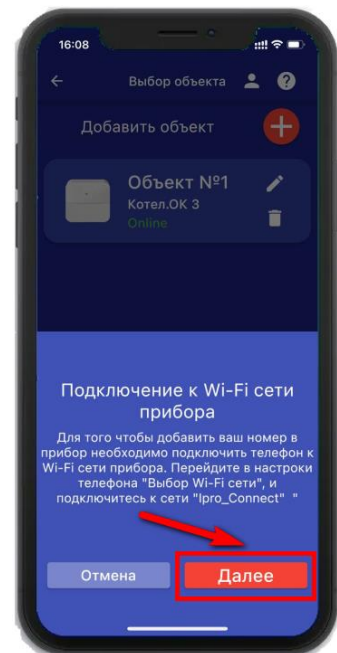 16:08
Выбор объекта
Добавить объект
Объект №1
Котел.ОК 3
Online
Подключение к Wi-Fi сети
прибора
Для того чтобы добавить ваш номер в
прибор необходимо подключить телефон к
Wi-Fi сети прибора. Перейдите в настроки
телефона "Выбор Wi-Fi сети", и
подключитесь к сети "Ipro_Connect" "
Отмена
Далее